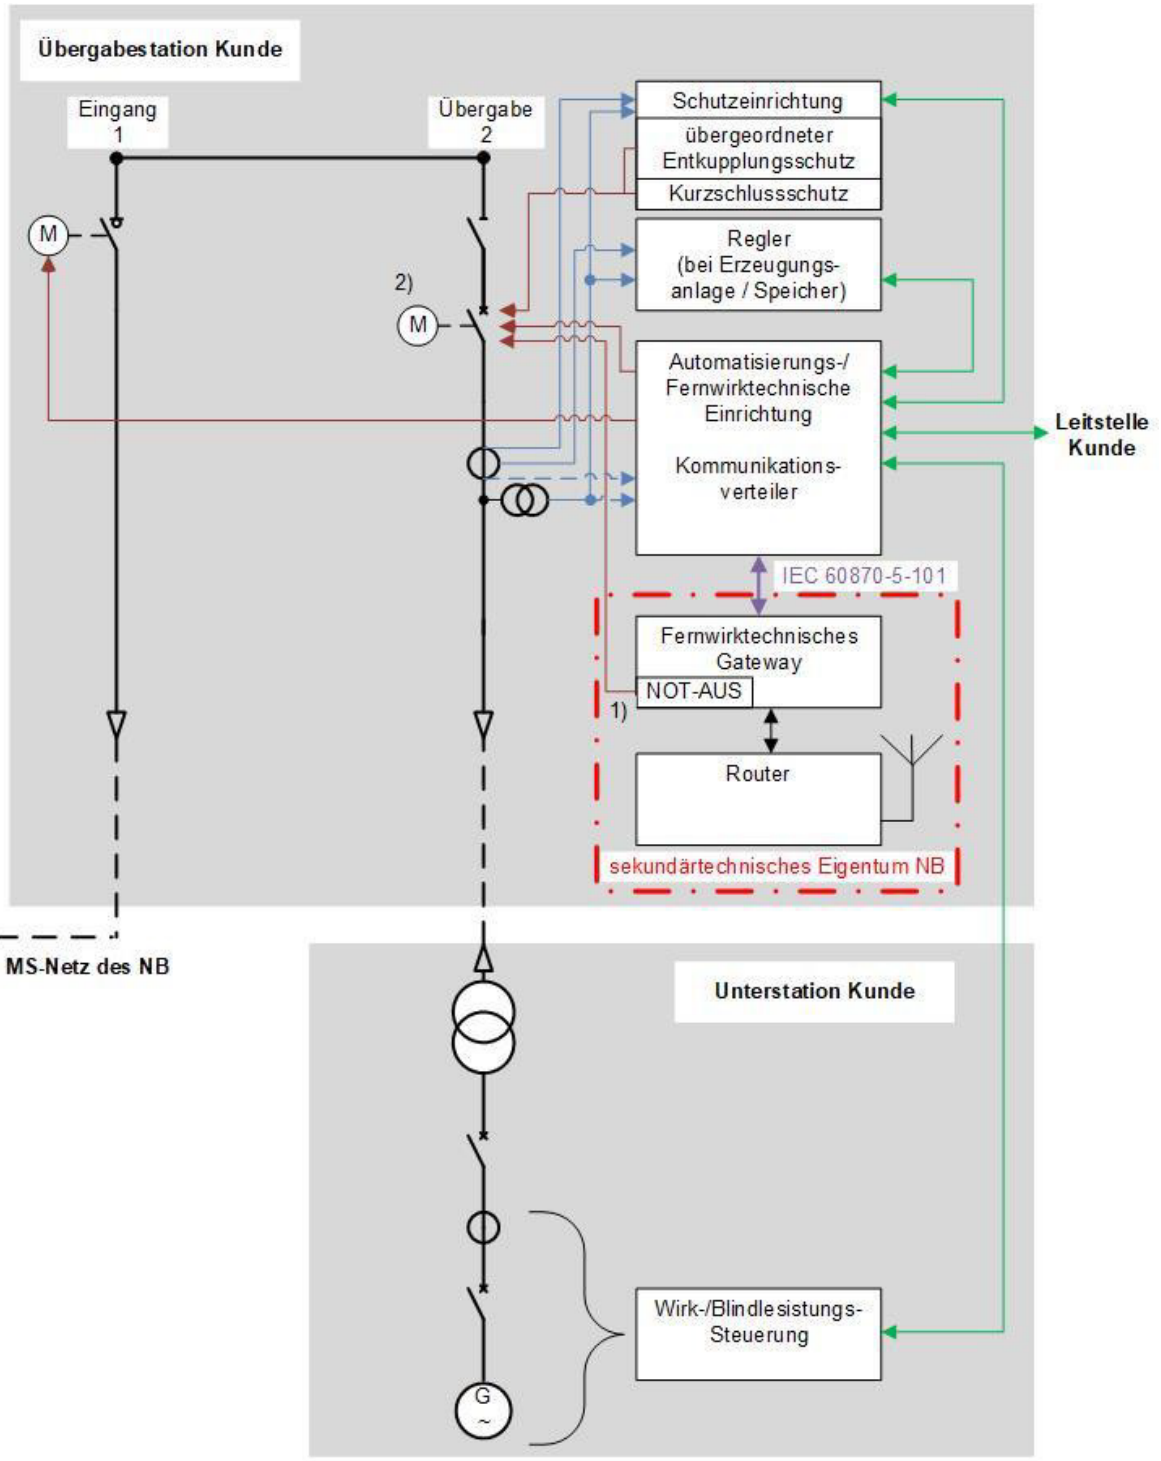 Übergabestation Kunde
Eingang
1
Übergabe
2
Schutzeinrichtung
übergeordneter
Entkupplungsschutz
Kurzschlussschutz
M
Regler
(bei Erzeugungs-
anlage / Speicher)
2)
M
Automatisierungs-/
Fernwirktechnische
Einrichtung
Kommunikations-
verteiler
Leitstelle
Kunde
IEC 60870-5-101
Fernwirktechnisches
Gateway
NOT-AUS
1)
Router
sekundärtechnisches Eigentum NB
MS-Netz des NB
Unterstation Kunde
Wirk-/Blindlesistungs-
Steuerung
G
~